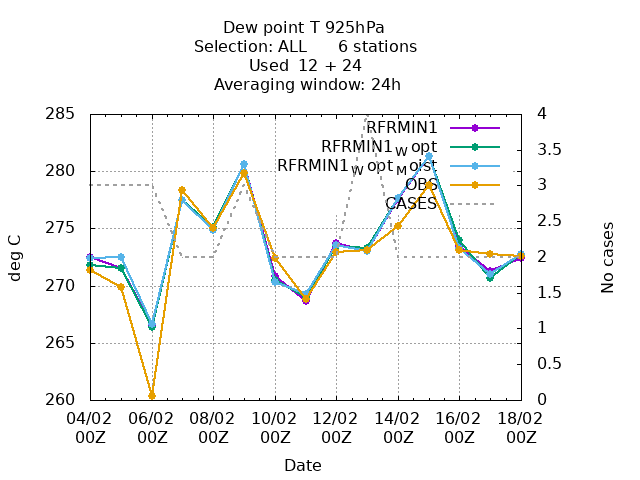 Dew point T 925hPa
Selection: ALL      6 stations
Used  12 + 24
Averaging window: 24h
285
280
275
270
265
260
deg C
4
3.5
3
2.5
2
1.5
1
0.5
0
No cases
RFRMIN1
RFRMIN1_W opt
RFRMIN1_W opt_M oist
OBS
CASES
04/02 06/02 08/02 10/02 12/02 14/02 16/02 18/02
00Z 00Z 00Z 00Z 00Z 00Z 00Z 00Z
Date